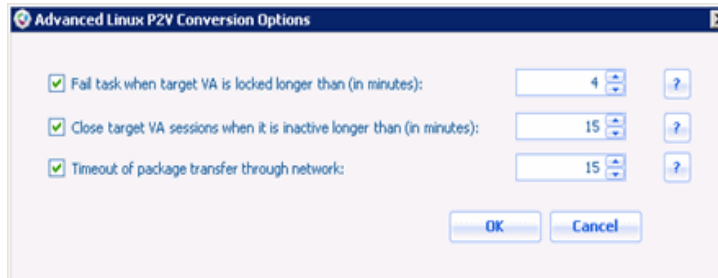 Advanced Linux P2V Conversion Options
Fail task when target VA is locked longer than (in minutes): 4 ?
Close target VA sessions when it is inactive longer than (in minutes): 15 ?
Timeout of package transfer through network: 15 ?
OK Cancel